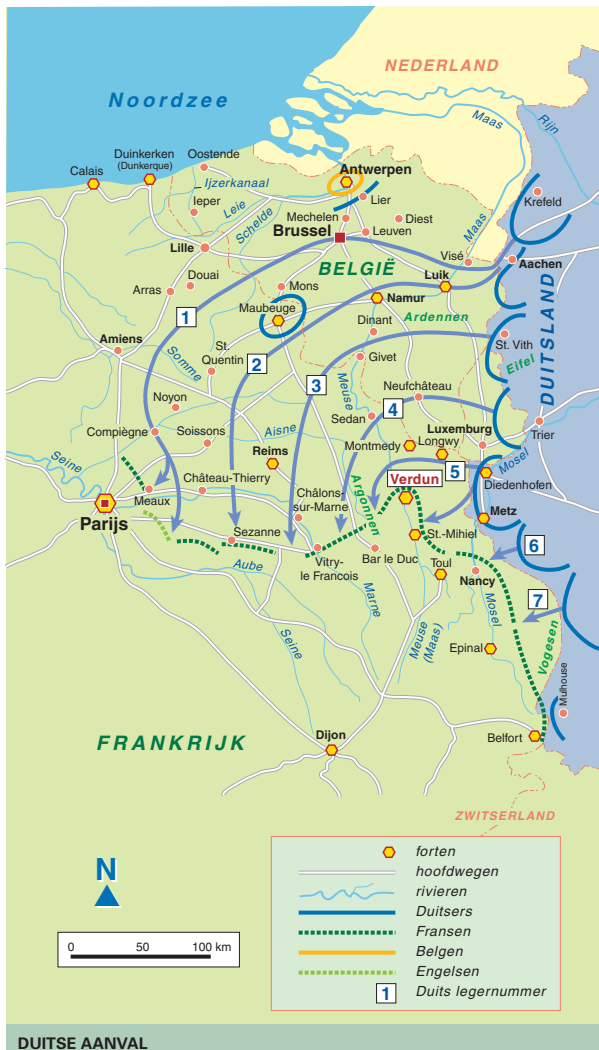 NEDERLAND
Noordzee
Maas
Rijn
Oostende
Duinkerken
(Dunkerque)
Calais
Ijzerkanaal
Antwerpen
Krefeld
Ieper
Leie
Schelde
Lier
Mechelen
Diest
Brussel
Leuven
Maas
Lille
Visé
Aachen
BELGIË
Luik
Douai
Mons
Arras
Namur
1
Maubeuge
Ardennen
Dinant
St. Vith
Amiens
St.
Quentin
2
Somme
Givet
3
Eifel
DUITSLAND
Meuse
Neufchâteau
Noyon
4
Sedan
Luxemburg
Trier
Compiègne
Soissons
Aisne
Montmedy
Longwy
Seine
Reims
5
Mosel
Verdun
Diedenhofen
Château-Thierry
Argonnen
Meaux
Châlons-
sur-Marne
Metz
Parijs
Sezanne
St.-Mihiel
6
Aube
Vitry-
le Francois
Bar le Duc
Toul
Nancy
Marne
Mosel
7
Seine
Meuse
(Maas)
Epinal
Vogesen
Mulhouse
FRANKRIJK
Dijon
Belfort
ZWITSERLAND
N
0 50 100 km
forten
hoofdwegen
rivieren
Duitsers
Fransen
Belgen
Engelsen
1 Duits legernummer
DUITSE AANVAL